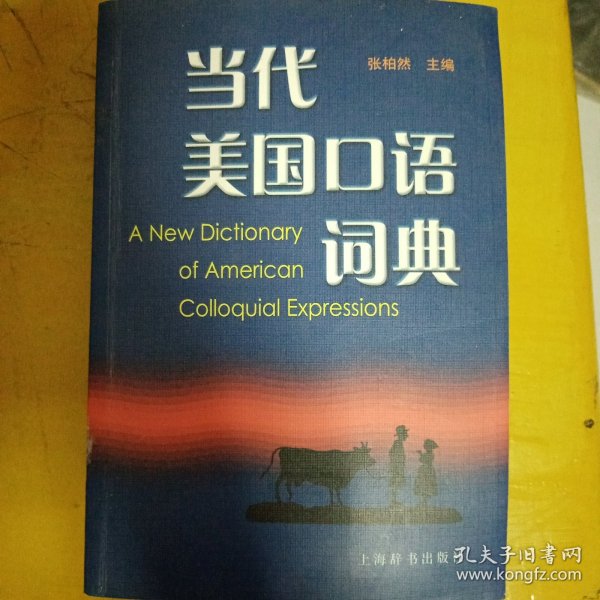 张柏然 主编
当代
美国口语
词典
A New Dictionary
of American
Colloquial Expressions
上海辞书出版
孔夫子旧書网
www.kongfz.com